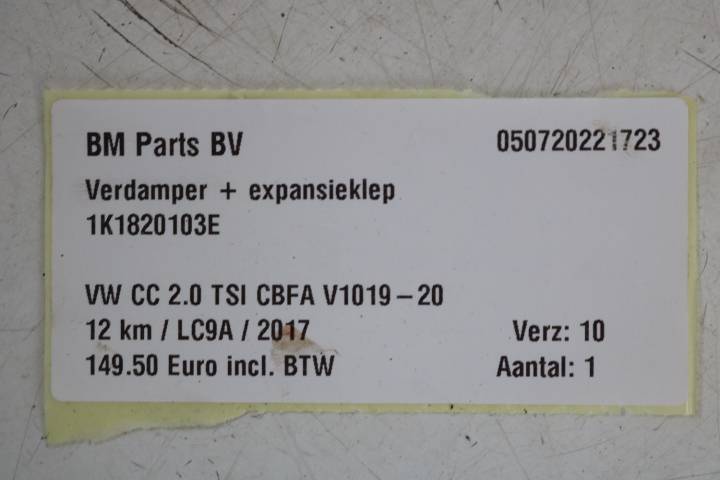 BM Parts BV 050720221723
Verdamper + expansieklep
1K1820103E
VW CC 2.0 TSI CBFA V1019-20
12 km / LC9A / 2017 Verz: 10
149.50 Euro incl. BTW Aantal: 1